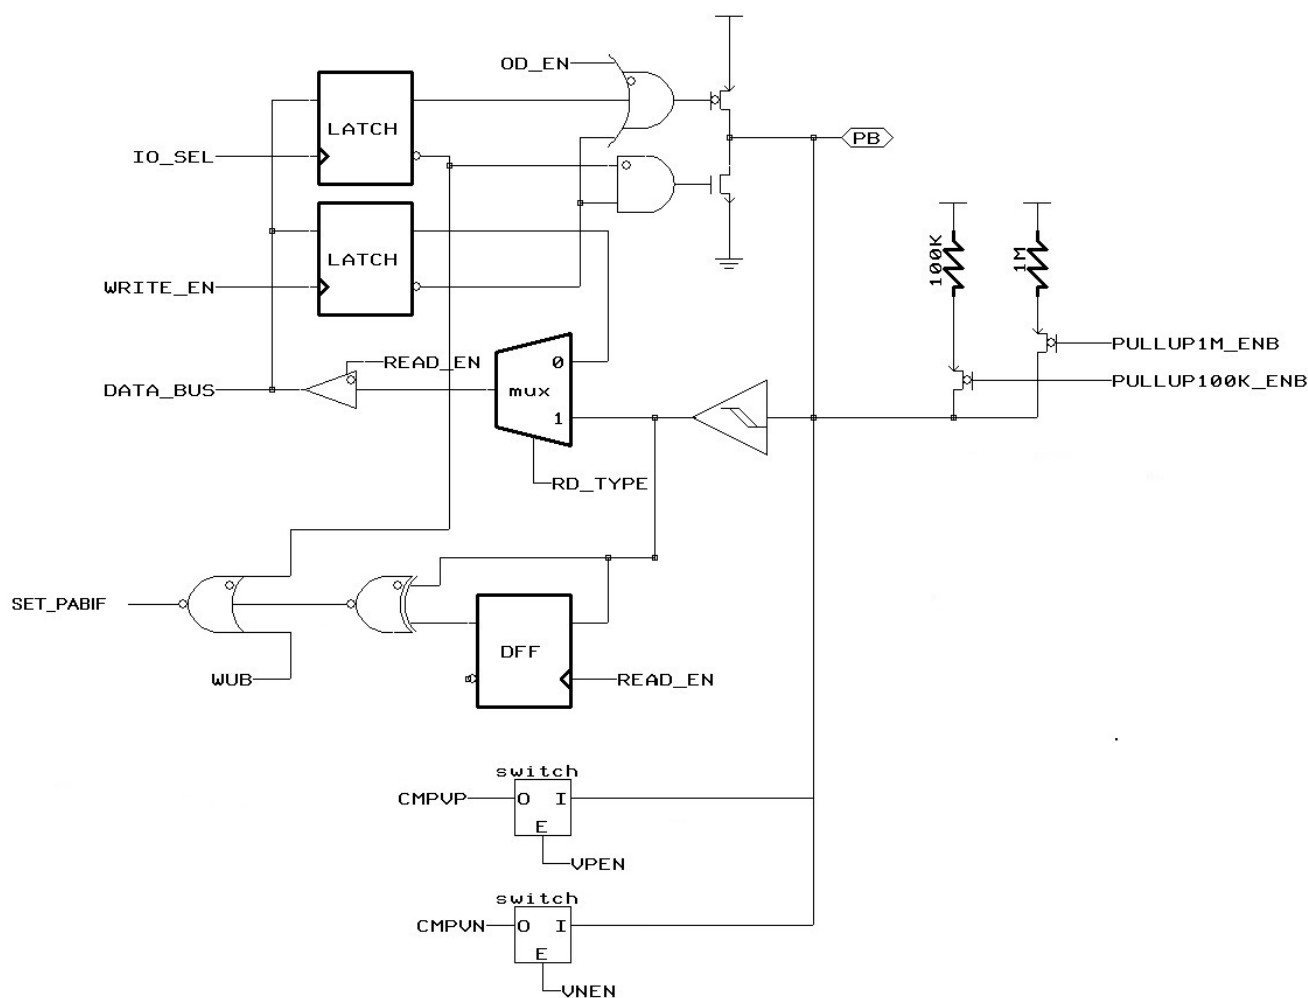 OD_EN
LATCH
PB
IO_SEL
LATCH
100K
1M
WRITE_EN
PULLUP1M_ENB
READ_EN
0
DATA_BUS
mux
PULLUP100K_ENB
1
RD_TYPE
SET_PABIF
DFF
WUB
READ_EN
switch
CMPVP
O I
E
VPEN
switch
CMPVN
O I
E
VNEN